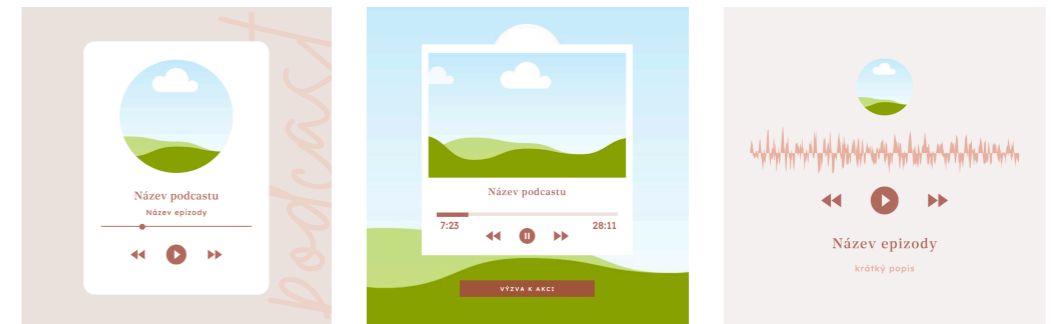 podcast
Název podcastu
Název epizody
Název podcastu
7:23
28:11
VÝZVA K AKCI
Název epizody
krátký popis